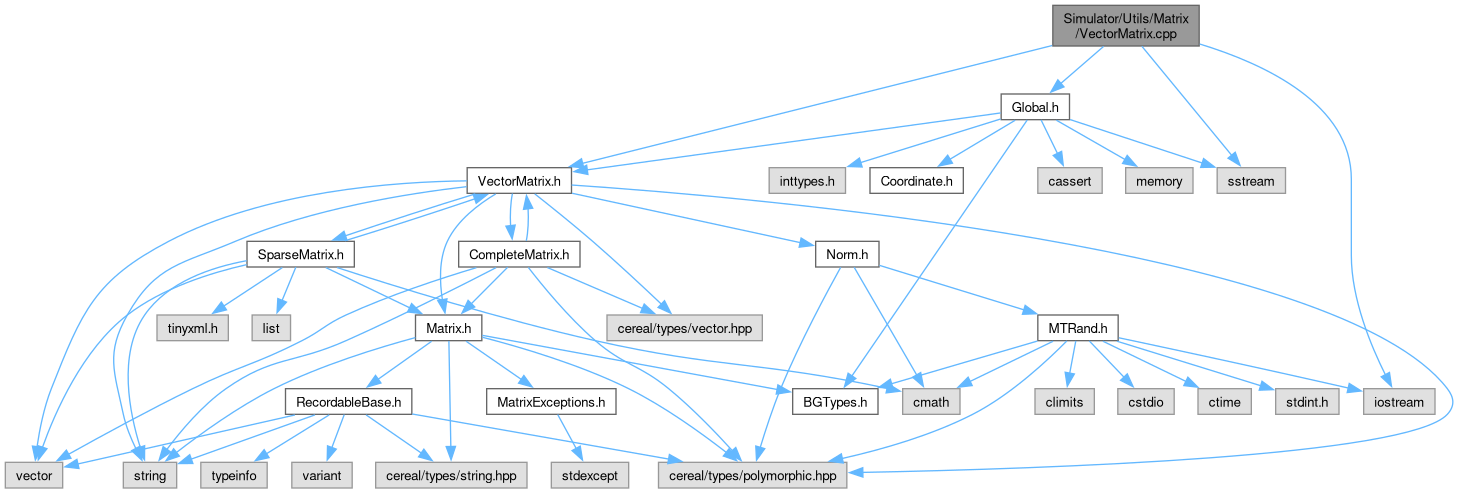 Simulator/Utils/Matrix
/VectorMatrix.cpp
Global.h
VectorMatrix.h
inttypes.h
Coordinate.h
cassert
memory
sstream
SparseMatrix.h
CompleteMatrix.h
Norm.h
tinyxml.h
list
Matrix.h
cereal/types/vector.hpp
MTRand.h
RecordableBase.h
MatrixExceptions.h
BGTypes.h
cmath
climits
cstdio
ctime
stdint.h
iostream
vector
string
typeinfo
variant
cereal/types/string.hpp
stdexcept
cereal/types/polymorphic.hpp